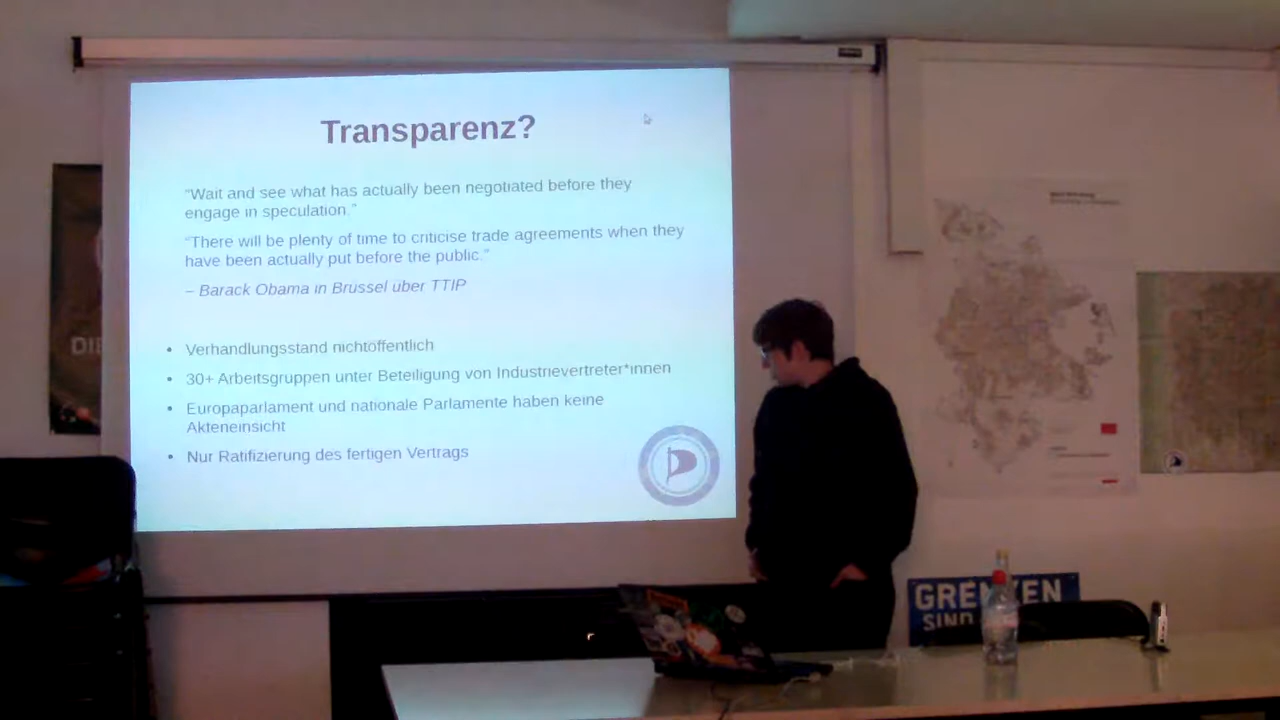 Transparenz?
“Wait and see what has actually been negotiated before they
engage in speculation.”
“There will be plenty of time to criticise trade agreements when they
have been actually put before the public.”
– Barack Obama in Brüssel über TTIP
• Verhandlungsstand nichtöffentlich
• 30+ Arbeitsgruppen unter Beteiligung von Industrievertreter*innen
• Europaparlament und nationale Parlamente haben keine
Akteneinsicht
• Nur Ratifizierung des fertigen Vertrags
DIE
GRENZEN
SIND